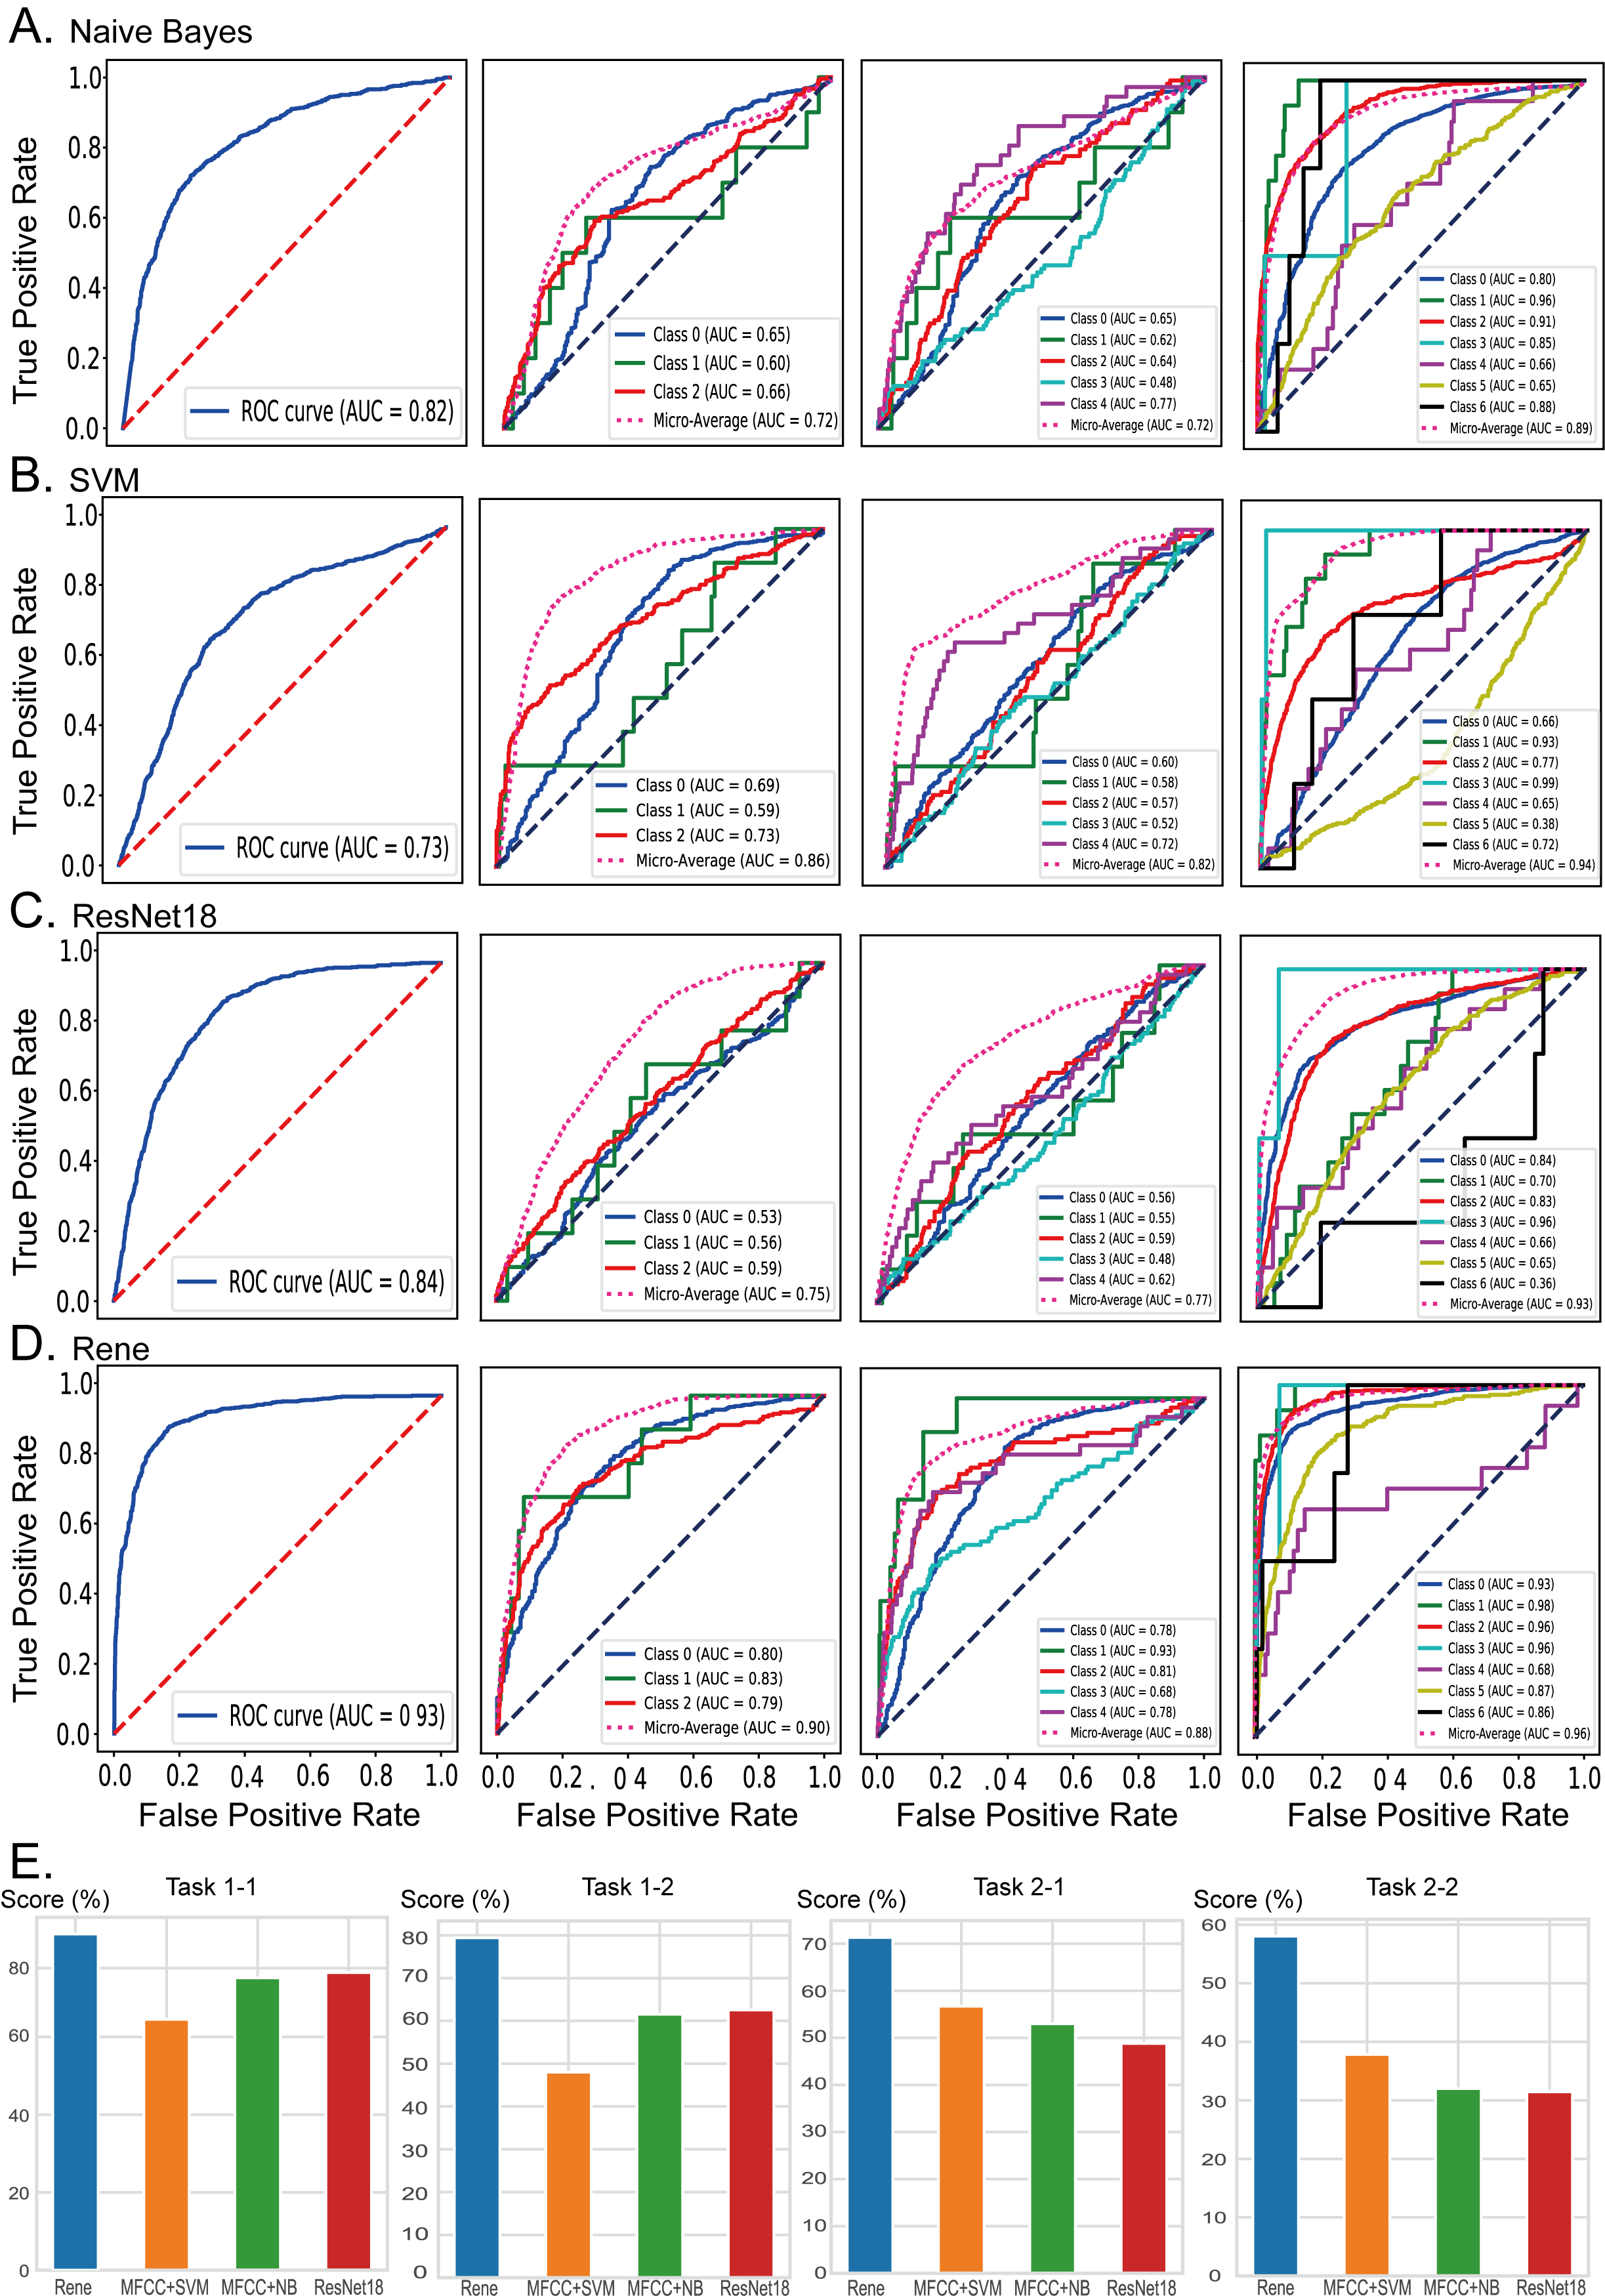 A. Naive Bayes
True Positive Rate
1.0
0.8
0.6
0.4
0.2
0.0
ROC curve (AUC = 0.82)
Class 0 (AUC = 0.65)
Class 1 (AUC = 0.60)
Class 2 (AUC = 0.66)
Micro-Average (AUC = 0.72)
Class 0 (AUC = 0.65)
Class 1 (AUC = 0.62)
Class 2 (AUC = 0.64)
Class 3 (AUC = 0.48)
Class 4 (AUC = 0.77)
Micro-Average (AUC = 0.72)
Class 0 (AUC = 0.80)
Class 1 (AUC = 0.96)
Class 2 (AUC = 0.91)
Class 3 (AUC = 0.85)
Class 4 (AUC = 0.66)
Class 5 (AUC = 0.65)
Class 6 (AUC = 0.88)
Micro-Average (AUC = 0.89)
B. SVM
True Positive Rate
1.0
0.8
0.6
0.4
0.2
0.0
ROC curve (AUC = 0.73)
Class 0 (AUC = 0.69)
Class 1 (AUC = 0.59)
Class 2 (AUC = 0.73)
Micro-Average (AUC = 0.86)
Class 0 (AUC = 0.60)
Class 1 (AUC = 0.58)
Class 2 (AUC = 0.57)
Class 3 (AUC = 0.52)
Class 4 (AUC = 0.72)
Micro-Average (AUC = 0.82)
Class 0 (AUC = 0.66)
Class 1 (AUC = 0.93)
Class 2 (AUC = 0.77)
Class 3 (AUC = 0.99)
Class 4 (AUC = 0.65)
Class 5 (AUC = 0.38)
Class 6 (AUC = 0.72)
Micro-Average (AUC = 0.94)
C. ResNet18
True Positive Rate
1.0
0.8
0.6
0.4
0.2
0.0
ROC curve (AUC = 0.84)
Class 0 (AUC = 0.53)
Class 1 (AUC = 0.56)
Class 2 (AUC = 0.59)
Micro-Average (AUC = 0.75)
Class 0 (AUC = 0.56)
Class 1 (AUC = 0.55)
Class 2 (AUC = 0.59)
Class 3 (AUC = 0.48)
Class 4 (AUC = 0.62)
Micro-Average (AUC = 0.77)
Class 0 (AUC = 0.84)
Class 1 (AUC = 0.70)
Class 2 (AUC = 0.83)
Class 3 (AUC = 0.96)
Class 4 (AUC = 0.66)
Class 5 (AUC = 0.65)
Class 6 (AUC = 0.36)
Micro-Average (AUC = 0.93)
D. Rene
True Positive Rate
1.0
0.8
0.6
0.4
0.2
0.0
ROC curve (AUC = 0 93)
Class 0 (AUC = 0.80)
Class 1 (AUC = 0.83)
Class 2 (AUC = 0.79)
Micro-Average (AUC = 0.90)
Class 0 (AUC = 0.78)
Class 1 (AUC = 0.93)
Class 2 (AUC = 0.81)
Class 3 (AUC = 0.68)
Class 4 (AUC = 0.78)
Micro-Average (AUC = 0.88)
Class 0 (AUC = 0.93)
Class 1 (AUC = 0.98)
Class 2 (AUC = 0.96)
Class 3 (AUC = 0.96)
Class 4 (AUC = 0.68)
Class 5 (AUC = 0.87)
Class 6 (AUC = 0.86)
Micro-Average (AUC = 0.96)
0.0 0.2 0.4 0.6 0.8 1.0
0.0 0.2 . 0 4 0.6 0.8 1.0
0.0 0.2 .0 4 0.6 0.8 1.0
0.0 0.2 0 4 0.6 0.8 1.0
False Positive Rate
False Positive Rate
False Positive Rate
False Positive Rate
E.
Task 1-1
Score (%)
80
60
40
20
0
Rene MFCC+SVM MFCC+NB ResNet18
Task 1-2
Score (%)
80
70
60
50
40
30
20
10
0
Rene MFCC+SVM MFCC+NB ResNet18
Task 2-1
Score (%)
70
60
50
40
30
20
10
0
Rene MFCC+SVM MFCC+NB ResNet18
Task 2-2
Score (%)
60
50
40
30
20
10
0
Rene MFCC+SVM MFCC+NB ResNet18